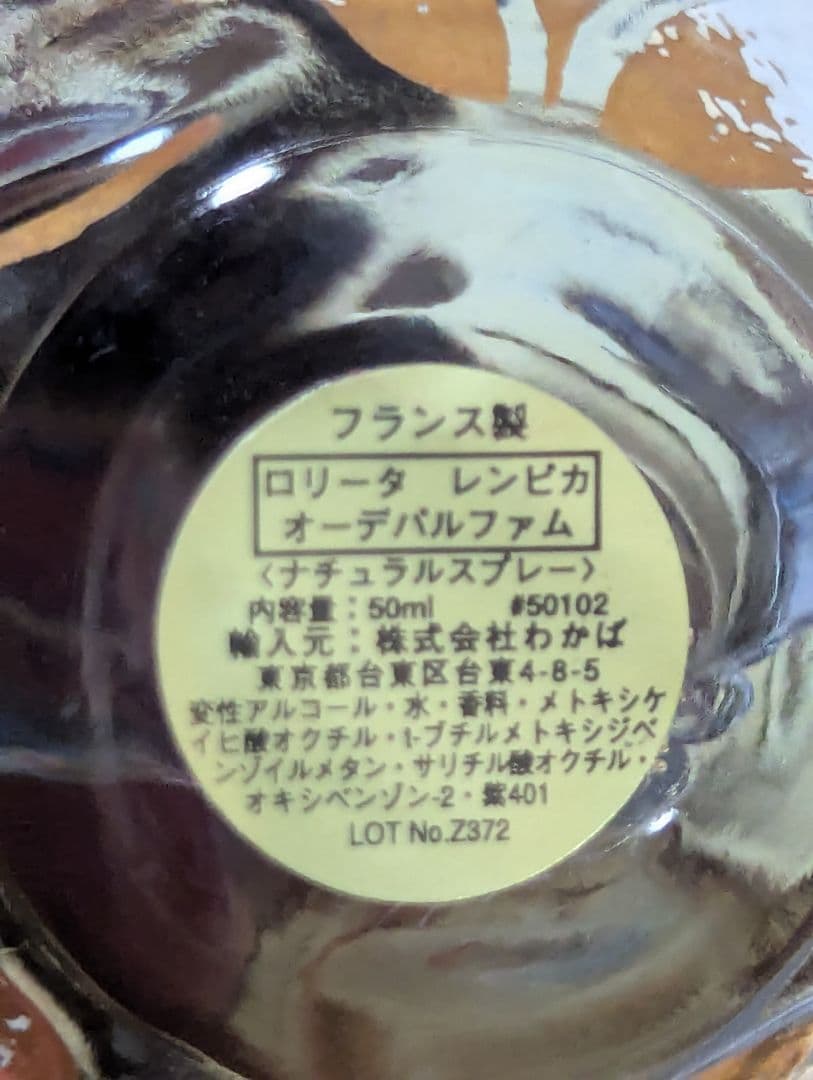 フランス製
ロリータ レンピカ
オーデパルファム
〈ナチュラルスプレー〉
内容量：50ml #50102
輸入元：株式会社わかば
東京都台東区台東4-8-5
変性アルコール・水・香料・メトキシケ
イヒ酸オクチル・t-ブチルメトキシジベ
ンゾイルメタン・サリチル酸オクチル・
オキシベンゾン-2・紫401
LOT No.Z372